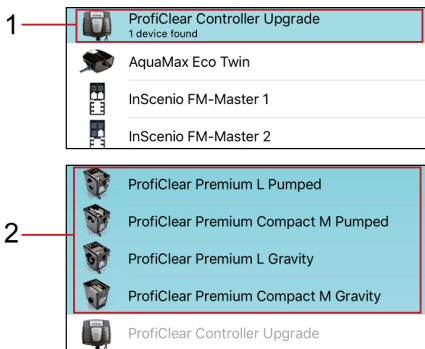 1
ProfiClear Controller Upgrade
1 device found
AquaMax Eco Twin
InScenio FM-Master 1
InScenio FM-Master 2
2
ProfiClear Premium L Pumped
ProfiClear Premium Compact M Pumped
ProfiClear Premium L Gravity
ProfiClear Premium Compact M Gravity
ProfiClear Controller Upgrade